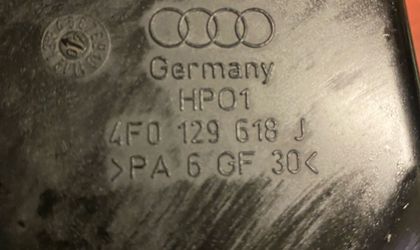 Germany
HP01
4F0 129 618 J
>PA 6 GF 30<